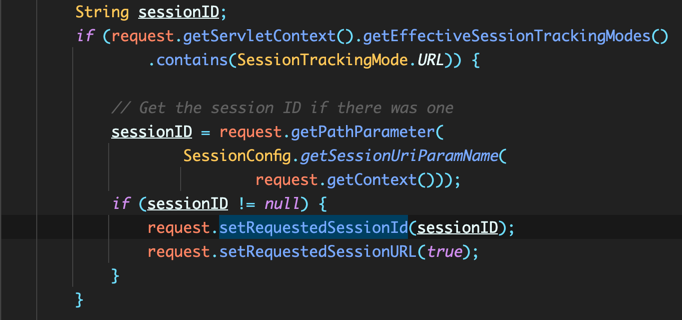 String sessionID;
if (request.getServletContext().getEffectiveSessionTrackingModes()
.contains(SessionTrackingMode.URL)) {
// Get the session ID if there was one
sessionID = request.getPathParameter(
SessionConfig.getSessionUriParamName(
request.getContext()));
if (sessionID != null) {
request.setRequestedSessionId(sessionID);
request.setRequestedSessionURL(true);
}
}